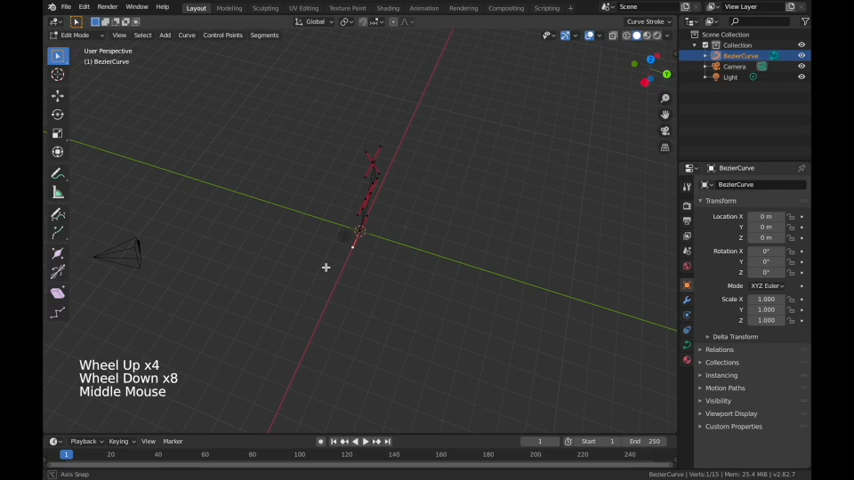 File Edit Render Window Help Layout Modeling Sculpting UV Editing Texture Paint Shading Animation Rendering Compositing Scripting + Scene View Layer
Global Curve Stroke
Edit Mode View Select Add Curve Control Points Segments
User Perspective
(1) BezierCurve
Scene Collection
Collection
BezierCurve
Camera
Light
BezierCurve
BezierCurve
Transform
Location X 0 m
Y 0 m
Z 0 m
Rotation X 0°
Y 0°
Z 0°
Mode XYZ Euler
Scale X 1.000
Y 1.000
Z 1.000
Delta Transform
Relations
Collections
Instancing
Motion Paths
Visibility
Viewport Display
Custom Properties
Wheel Up x4
Wheel Down x8
Middle Mouse
Playback Keying View Marker 1 Start 1 End 250
1 20 40 60 80 100 120 140 160 180 200 220 240
Axis Snap BezierCurve | Verts:1/15 | Mem: 25.4 MiB | v2.82.7